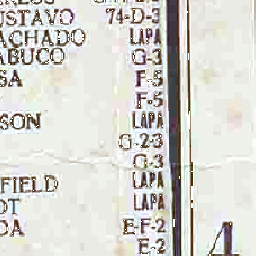 USTAVO 74-D-3
ACHADO LAPA
ABUCO G-3
SA F-5
F-5
SON LAPA
G-2-3
G-3
FIELD LAPA
OT LAPA
CA E-F-2
E-2
4